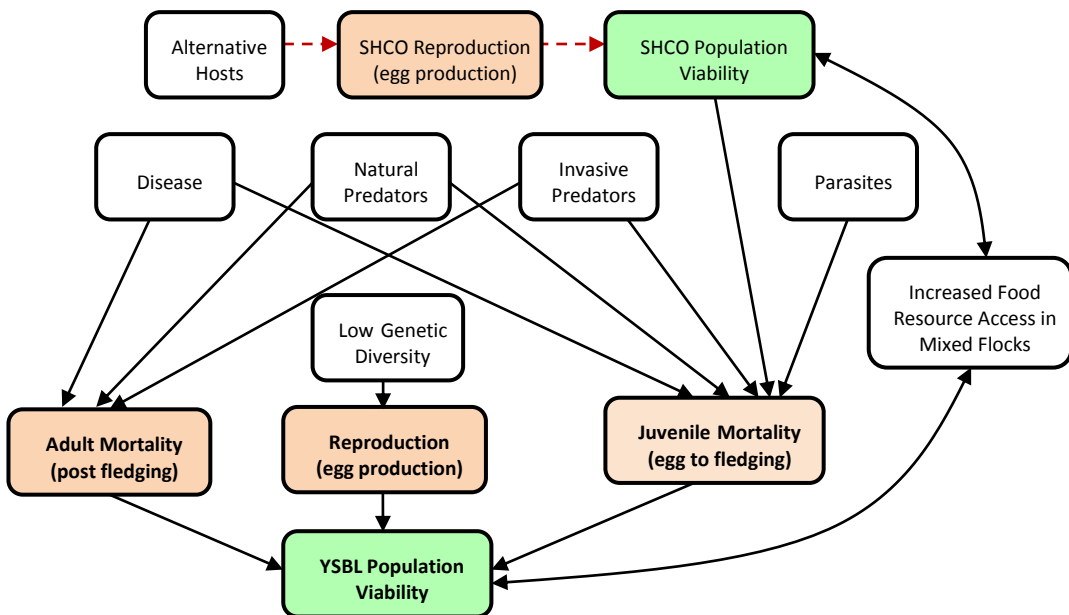 Alternative
Hosts
SHCO Reproduction
(egg production)
SHCO Population
Viability
Disease
Natural
Predators
Invasive
Predators
Parasites
Increased Food
Resource Access in
Mixed Flocks
Low Genetic
Diversity
Adult Mortality
(post fledging)
Reproduction
(egg production)
Juvenile Mortality
(egg to fledging)
YSBL Population
Viability